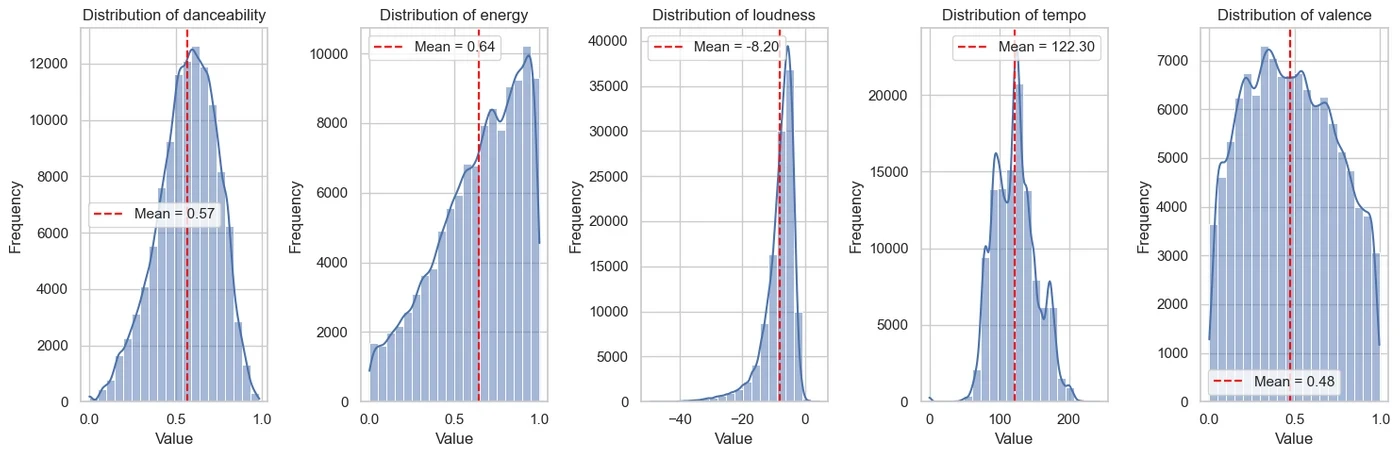 Distribution of danceability
Frequency
12000
10000
8000
6000
4000
2000
0
Mean = 0.57
0.0 0.5 1.0
Value
Distribution of energy
Frequency
10000
8000
6000
4000
2000
0
Mean = 0.64
0.0 0.5 1.0
Value
Distribution of loudness
Frequency
40000
35000
30000
25000
20000
15000
10000
5000
0
Mean = -8.20
−40 −20 0
Value
Distribution of tempo
Frequency
20000
15000
10000
5000
0
Mean = 122.30
0 100 200
Value
Distribution of valence
Frequency
7000
6000
5000
4000
3000
2000
1000
0
Mean = 0.48
0.0 0.5 1.0
Value